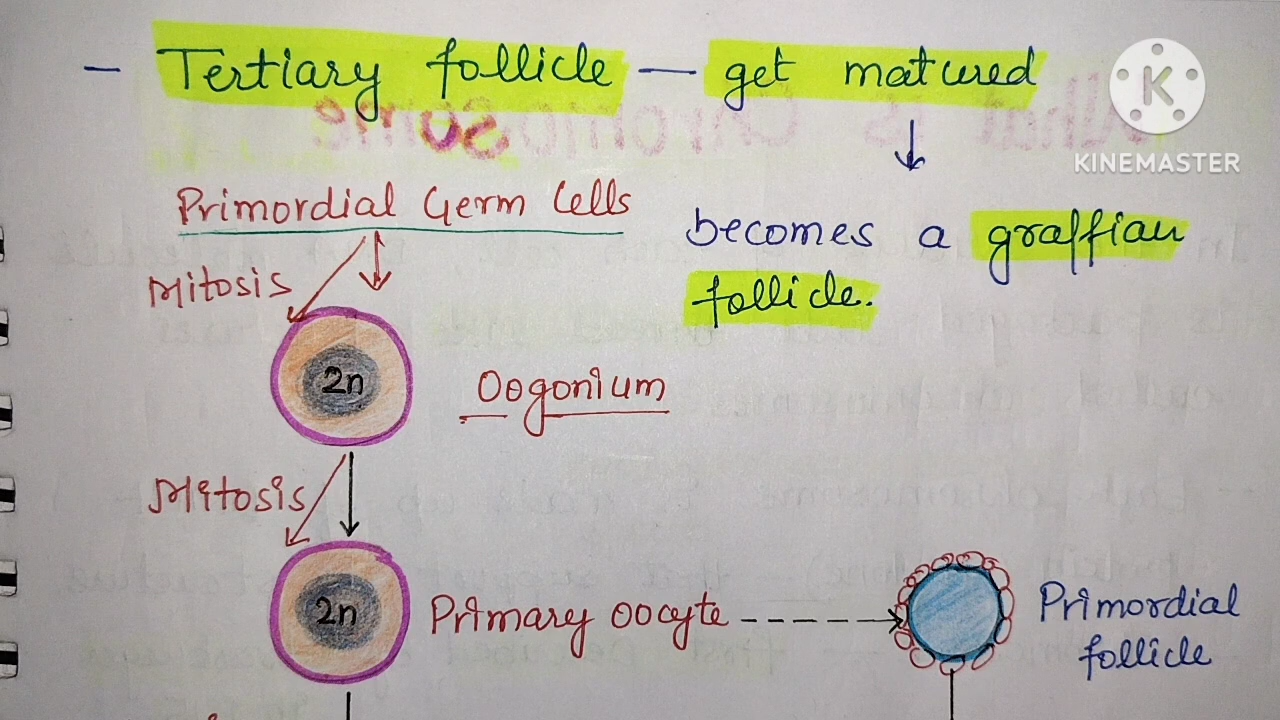 - Tertiary follicle — get matured
becomes a graffian
follicle.
Primordial Germ Cells
Mitosis
2n
Oogonium
Mitosis
2n
Primary oocyte
Primordial
follicle
K
KINEMASTER